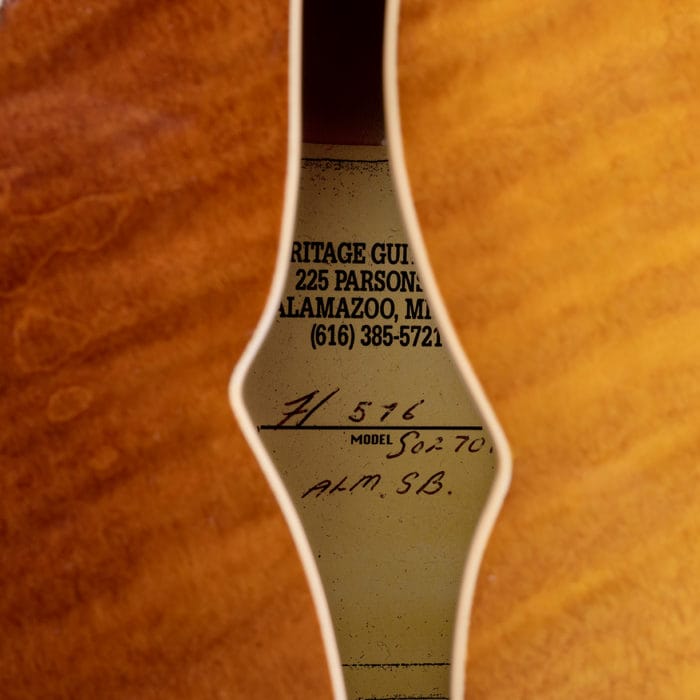 RITAGE GUI
225 PARSONS
ALAMAZOO, MI
(616) 385-5721
H 576
MODEL
ALM. SB.